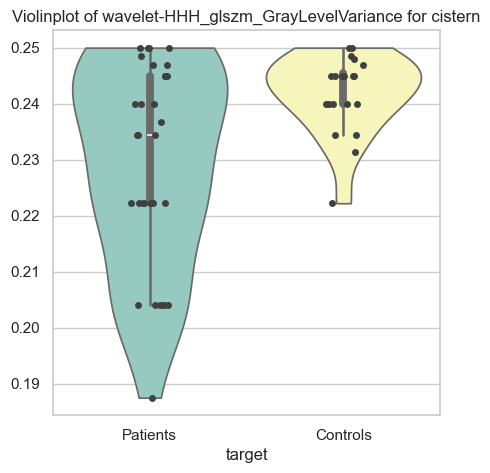 Violinplot of wavelet-HHH_glszm_GrayLevelVariance for cistern
0.25
0.24
0.23
0.22
0.21
0.20
0.19
Patients Controls
target